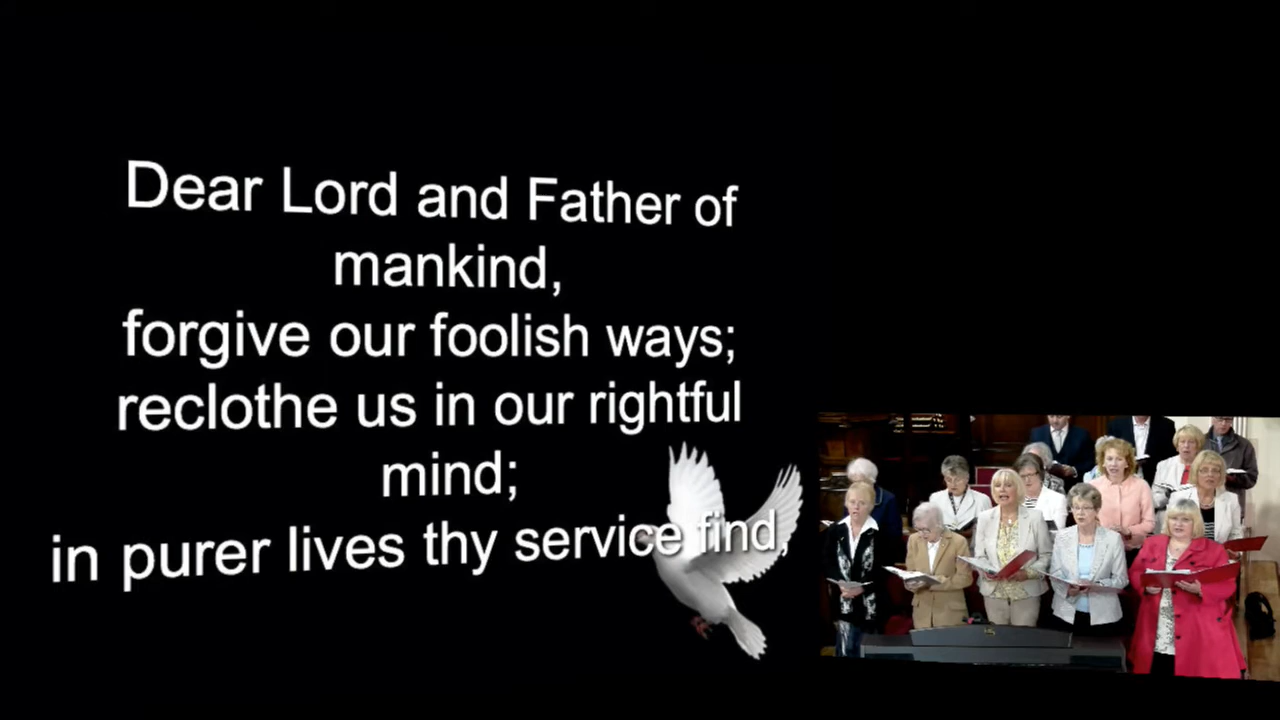 Dear Lord and Father of
mankind,
forgive our foolish ways;
reclothe us in our rightful
mind;
in purer lives thy service find,